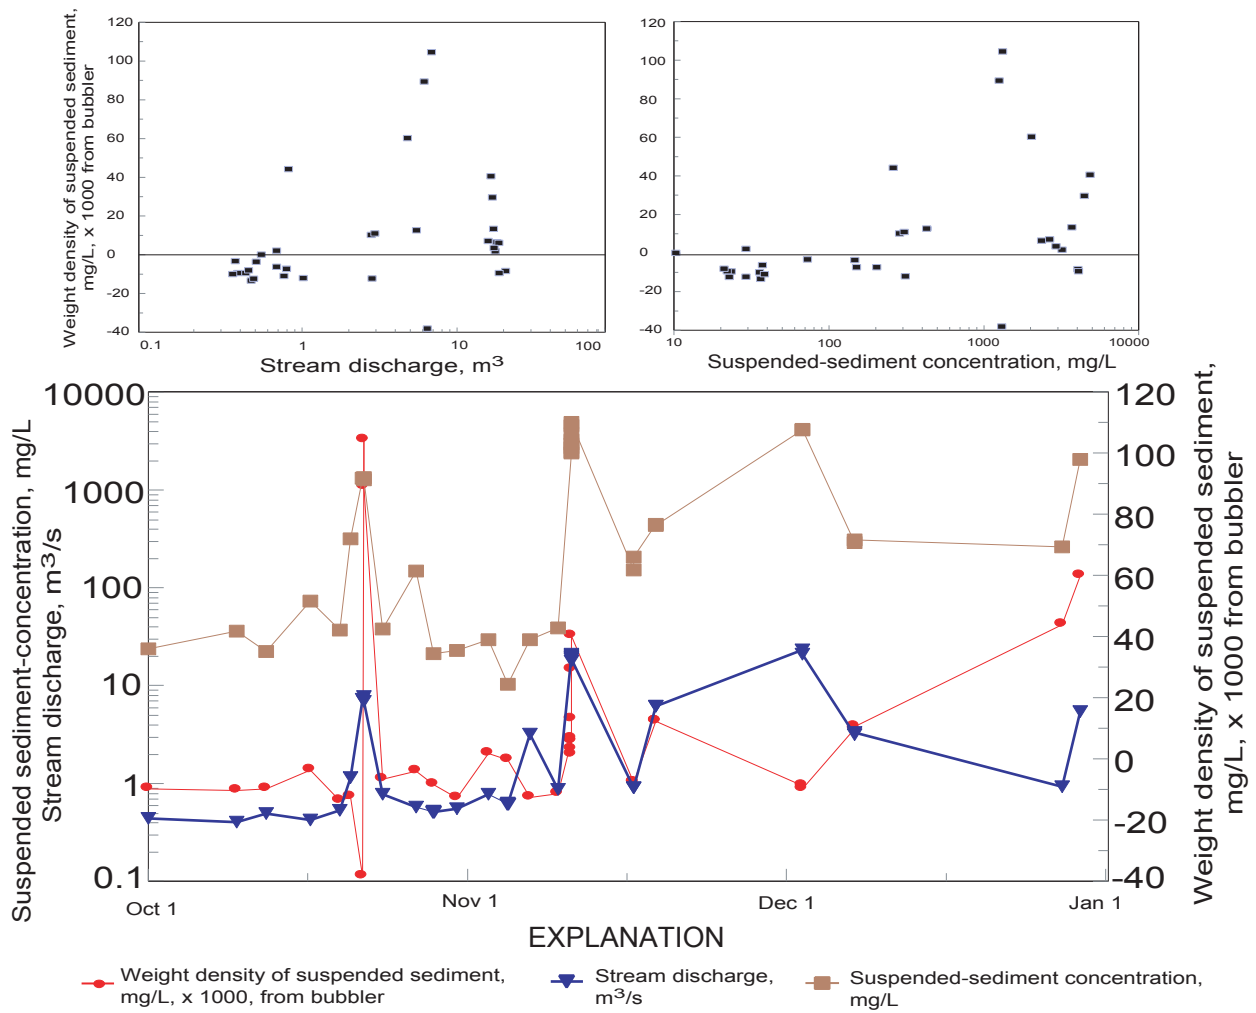 Weight density of suspended sediment,
mg/L, x 1000 from bubbler
120
100
80
60
40
20
0
-20
-40
0.1
1
10
100
Stream discharge, m³
120
100
80
60
40
20
0
-20
-40
10
100
1000
10000
Suspended-sediment concentration, mg/L
Suspended sediment-concentration, mg/L
Stream discharge, m³/s
10000
1000
100
10
1
0.1
120
100
80
60
40
20
0
-20
-40
Weight density of suspended sediment,
mg/L, x 1000 from bubbler
Oct 1
Nov 1
Dec 1
Jan 1
EXPLANATION
Weight density of suspended sediment,
mg/L, x 1000, from bubbler
Stream discharge,
m³/s
Suspended-sediment concentration,
mg/L